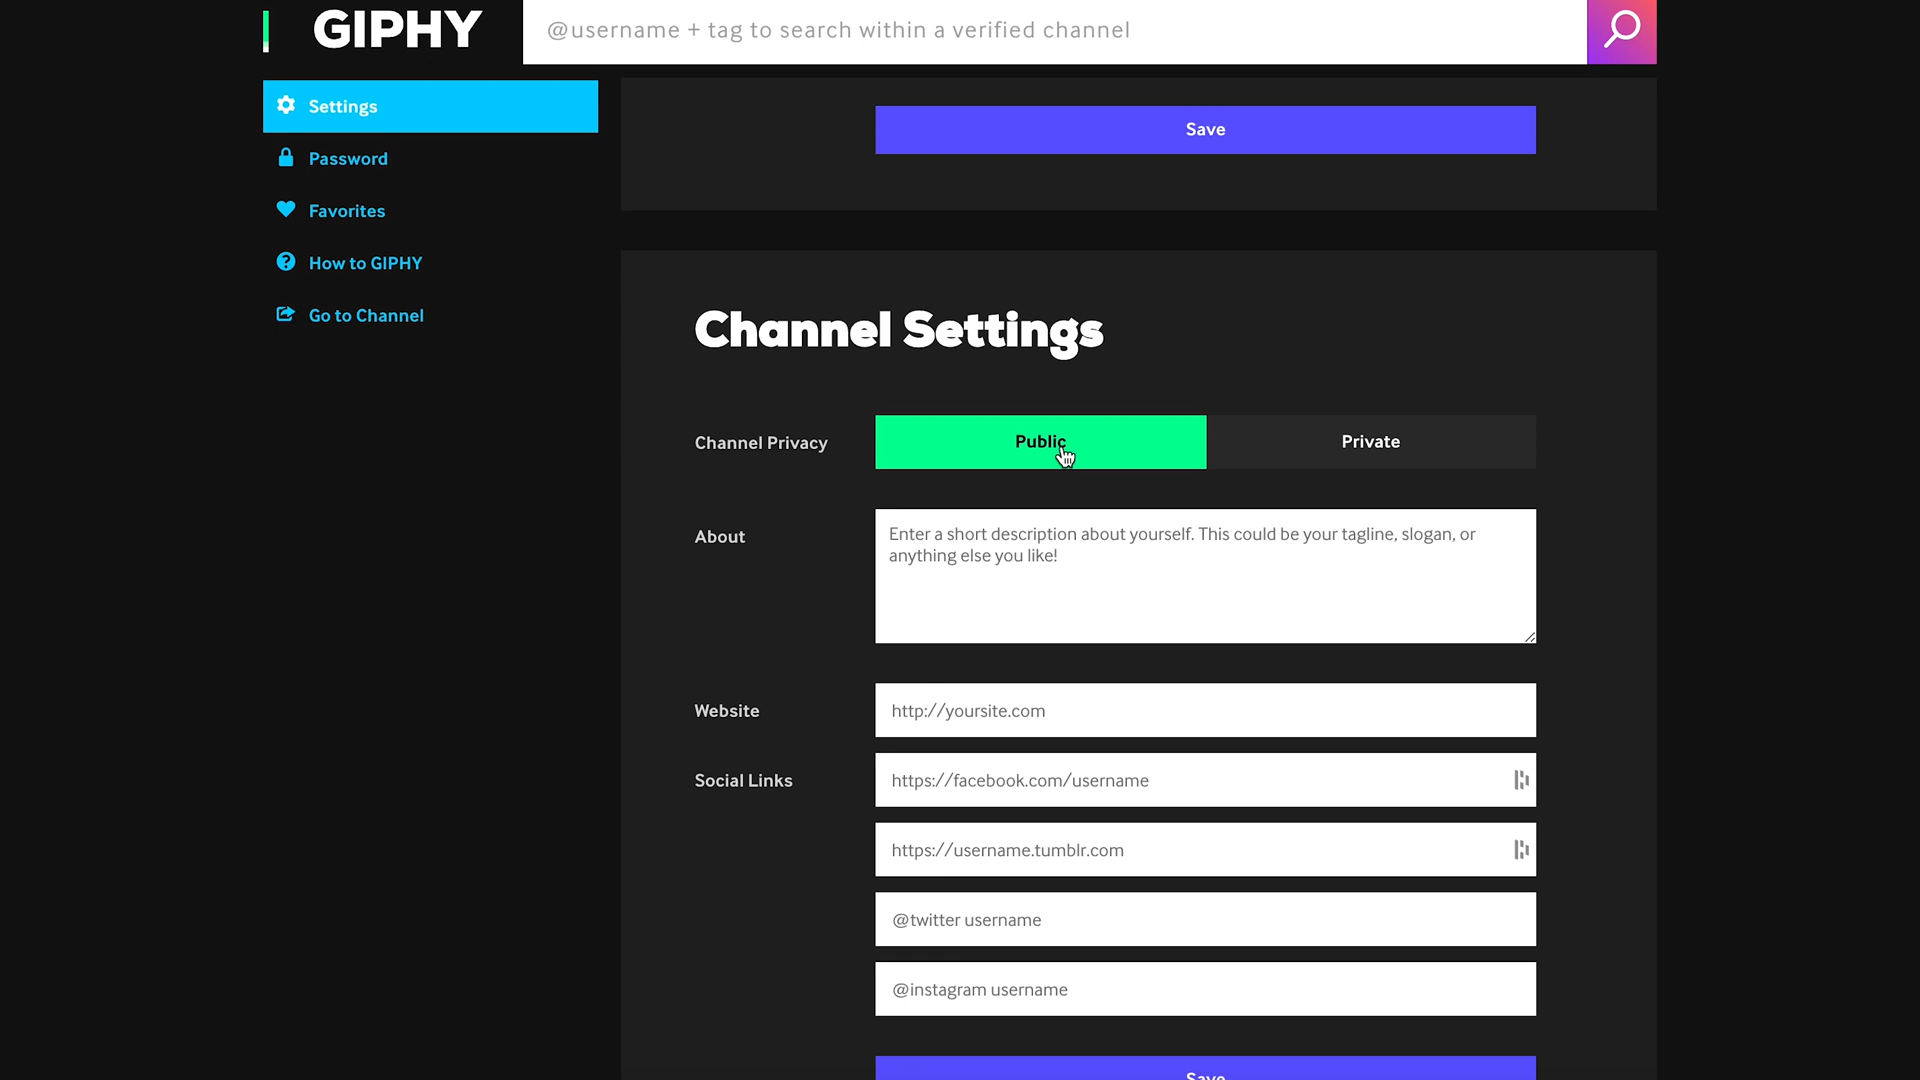 GIPHY
@username + tag to search within a verified channel
Settings
Password
Favorites
How to GIPHY
Go to Channel
Save
Channel Settings
Channel Privacy
Public
Private
About
Enter a short description about yourself. This could be your tagline, slogan, or
anything else you like!
Website
http://yoursite.com
Social Links
https://facebook.com/username
https://username.tumblr.com
@twitter username
@instagram username
Save